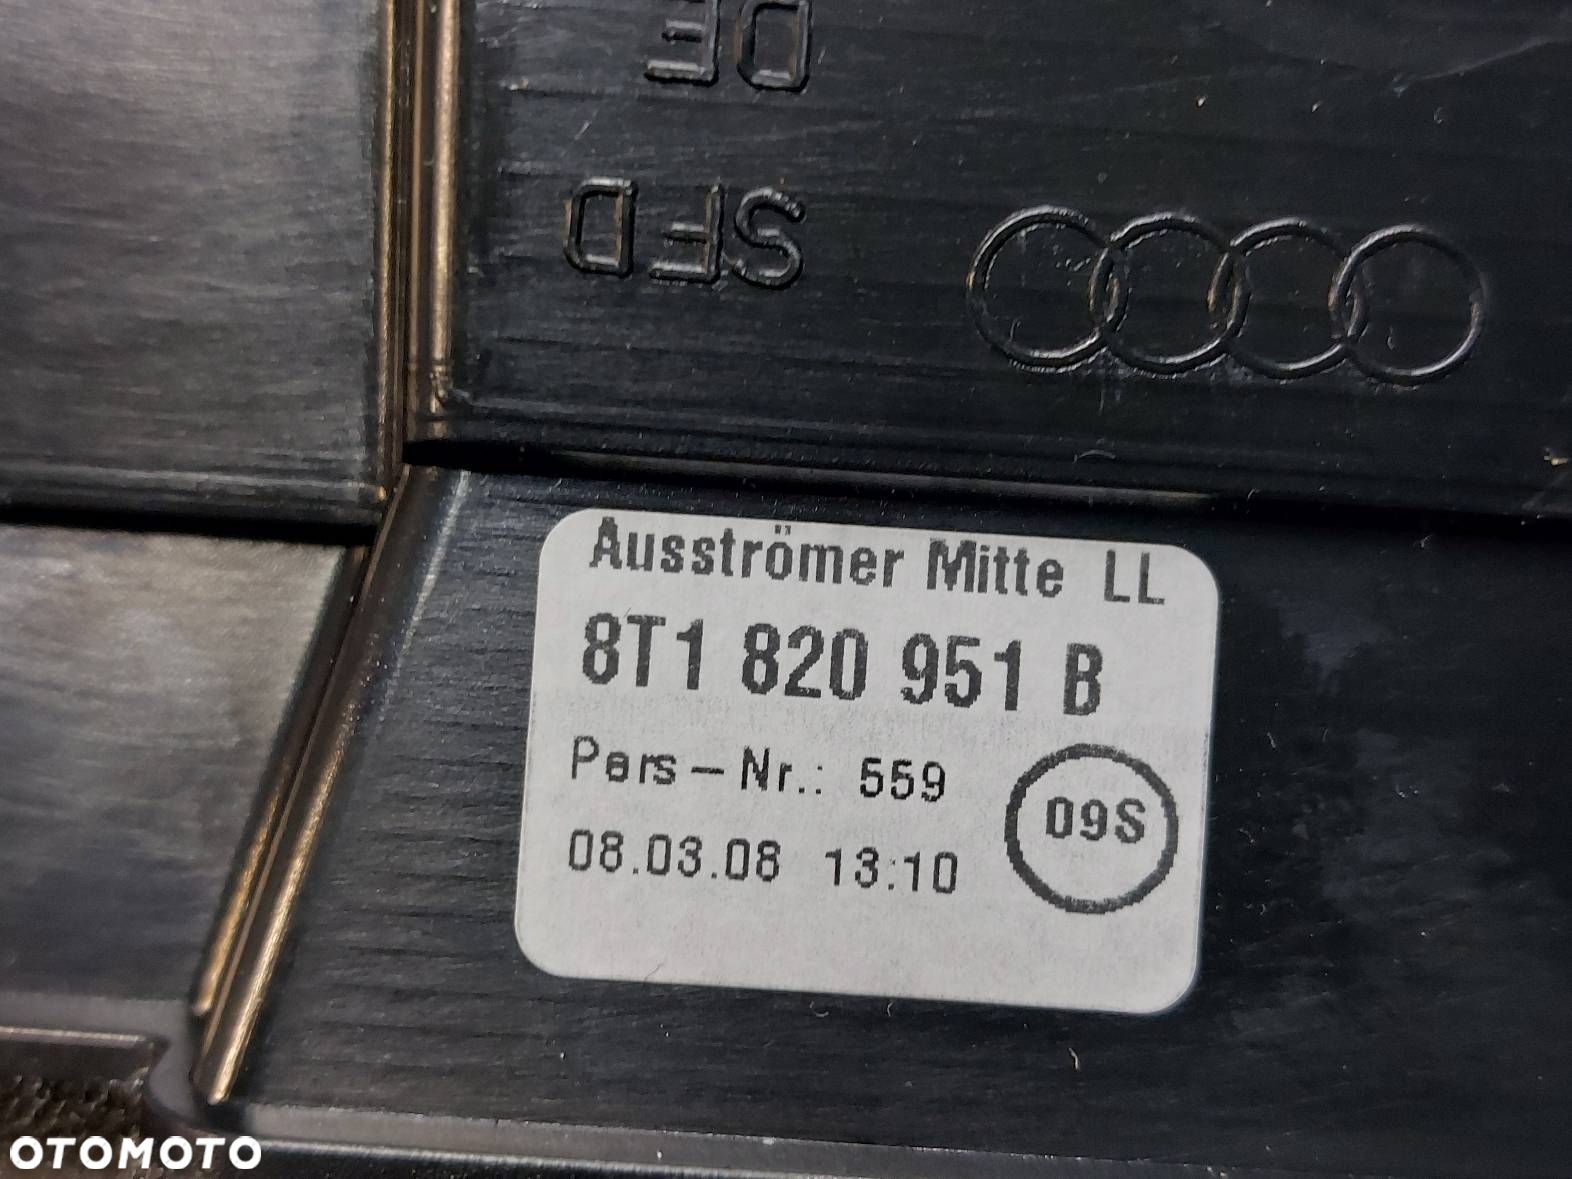 DE
SFD
Ausströmer Mitte LL
8T1 820 951 B
Pers-Nr.: 559
08.03.08 13:10
09S
OTOMOTO